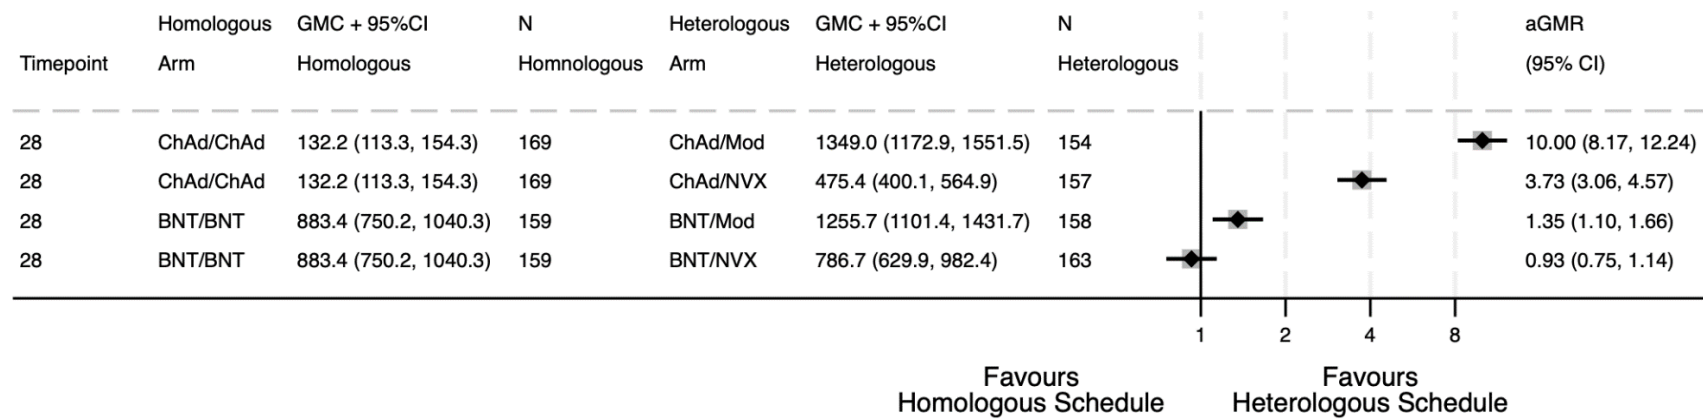 Homologous GMC + 95%CI N Heterologous GMC + 95%CI N aGMR
Timepoint Arm Homologous Homnologous Arm Heterologous Heterologous (95% CI)
28 ChAd/ChAd 132.2 (113.3, 154.3) 169 ChAd/Mod 1349.0 (1172.9, 1551.5) 154 10.00 (8.17, 12.24)
28 ChAd/ChAd 132.2 (113.3, 154.3) 169 ChAd/NVX 475.4 (400.1, 564.9) 157 3.73 (3.06, 4.57)
28 BNT/BNT 883.4 (750.2, 1040.3) 159 BNT/Mod 1255.7 (1101.4, 1431.7) 158 1.35 (1.10, 1.66)
28 BNT/BNT 883.4 (750.2, 1040.3) 159 BNT/NVX 786.7 (629.9, 982.4) 163 0.93 (0.75, 1.14)
1 2 4 8
Favours Favours
Homologous Schedule Heterologous Schedule